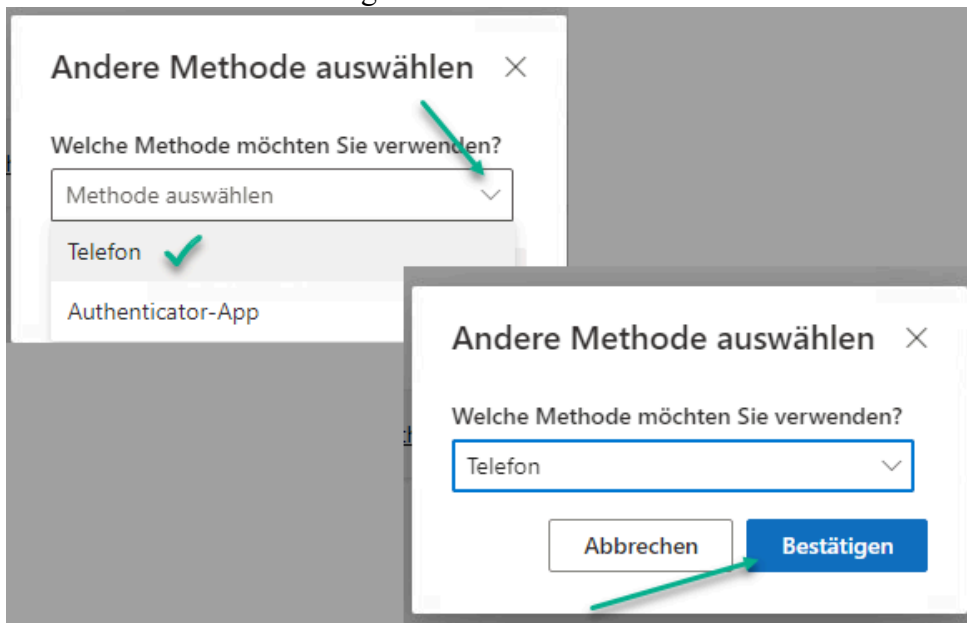 Andere Methode auswählen
Welche Methode möchten Sie verwenden?
Methode auswählen
Telefon
Authenticator-App
Andere Methode auswählen
Welche Methode möchten Sie verwenden?
Telefon
Abbrechen
Bestätigen